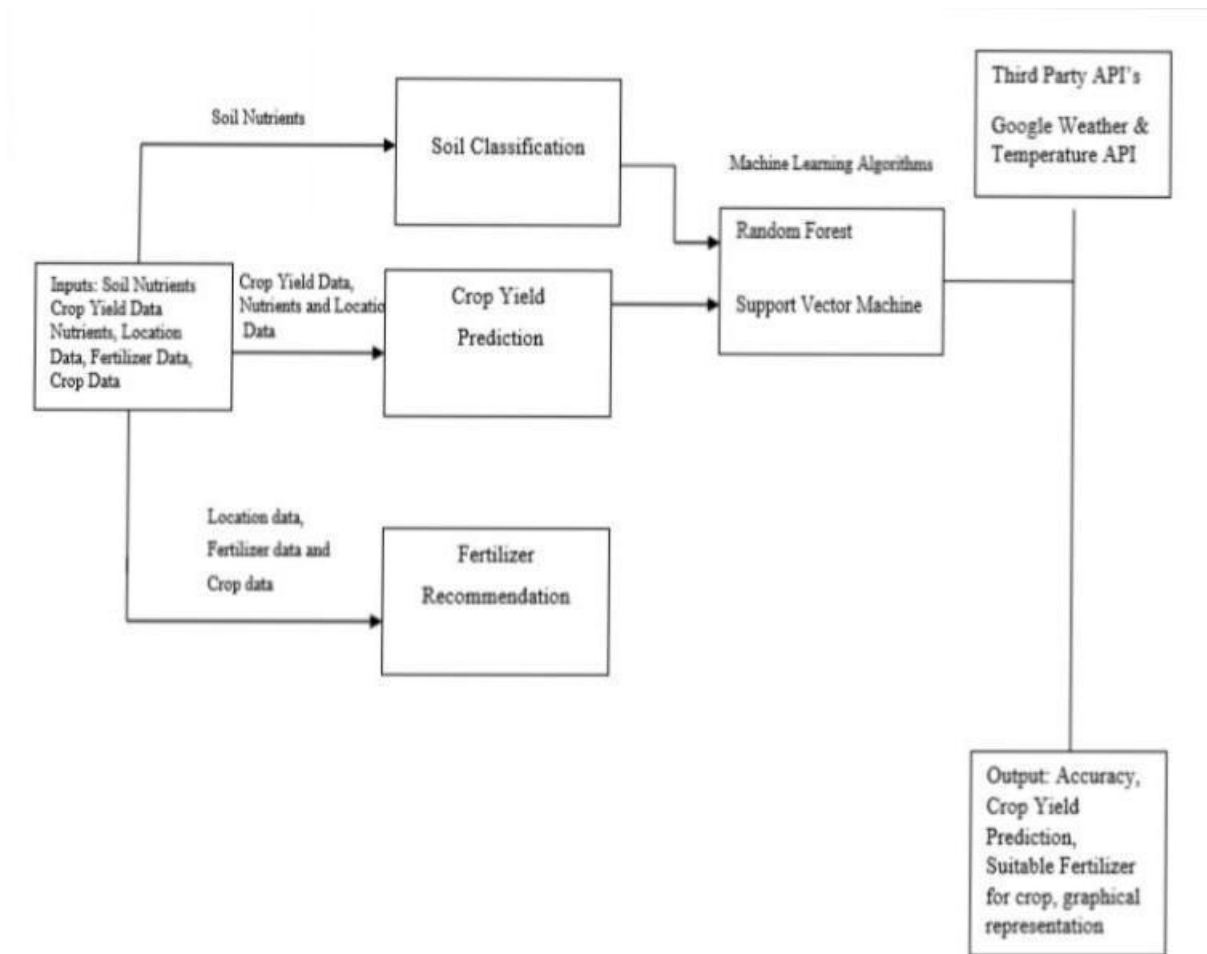 Third Party API's
Google Weather &
Temperature API
Soil Nutrients
Soil Classification
Machine Learning Algorithms
Random Forest
Support Vector Machine
Inputs: Soil Nutrients
Crop Yield Data
Nutrients, Location
Data, Fertilizer Data,
Crop Data
Crop Yield Data,
Nutrients and Locatio
Data
Crop Yield
Prediction
Location data,
Fertilizer data and
Crop data
Fertilizer
Recommendation
Output: Accuracy,
Crop Yield
Prediction,
Suitable Fertilizer
for crop, graphical
representation